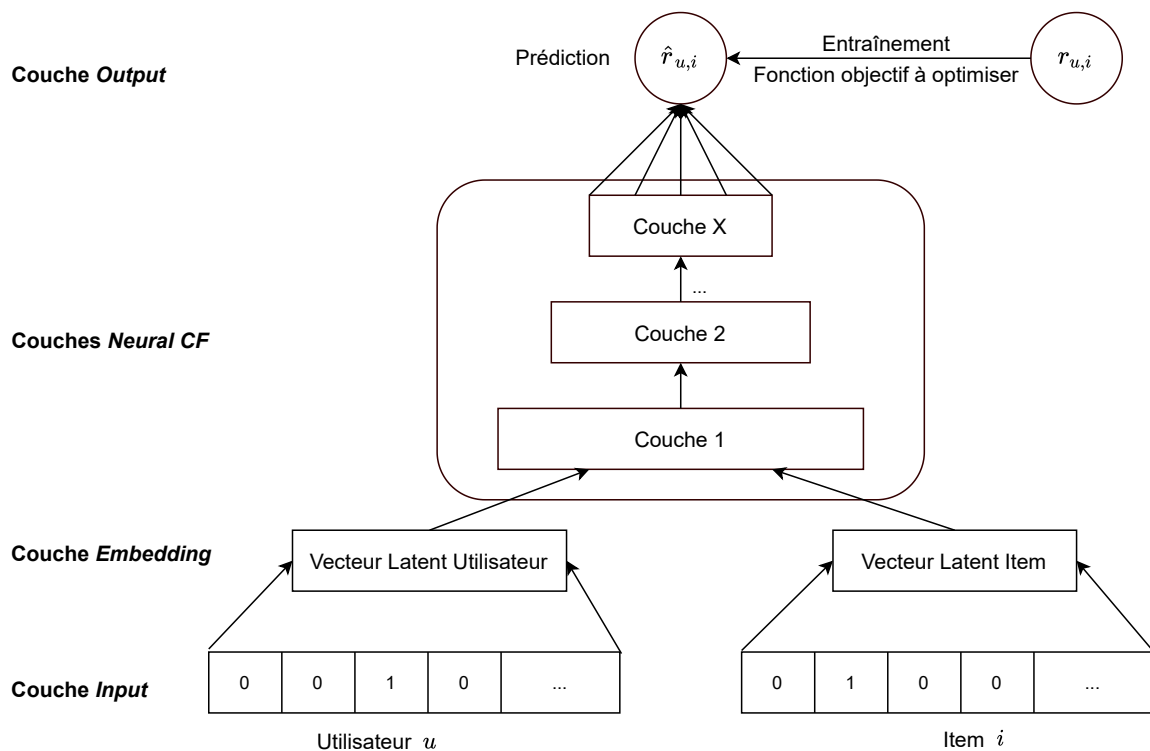 Couche Output
Prédiction
r̂u,i
Entraînement
Fonction objectif à optimiser
ru,i
Couches Neural CF
Couche X
...
Couche 2
Couche 1
Couche Embedding
Vecteur Latent Utilisateur
Vecteur Latent Item
Couche Input
0 0 1 0 ...
0 1 0 0 ...
Utilisateur u
Item i